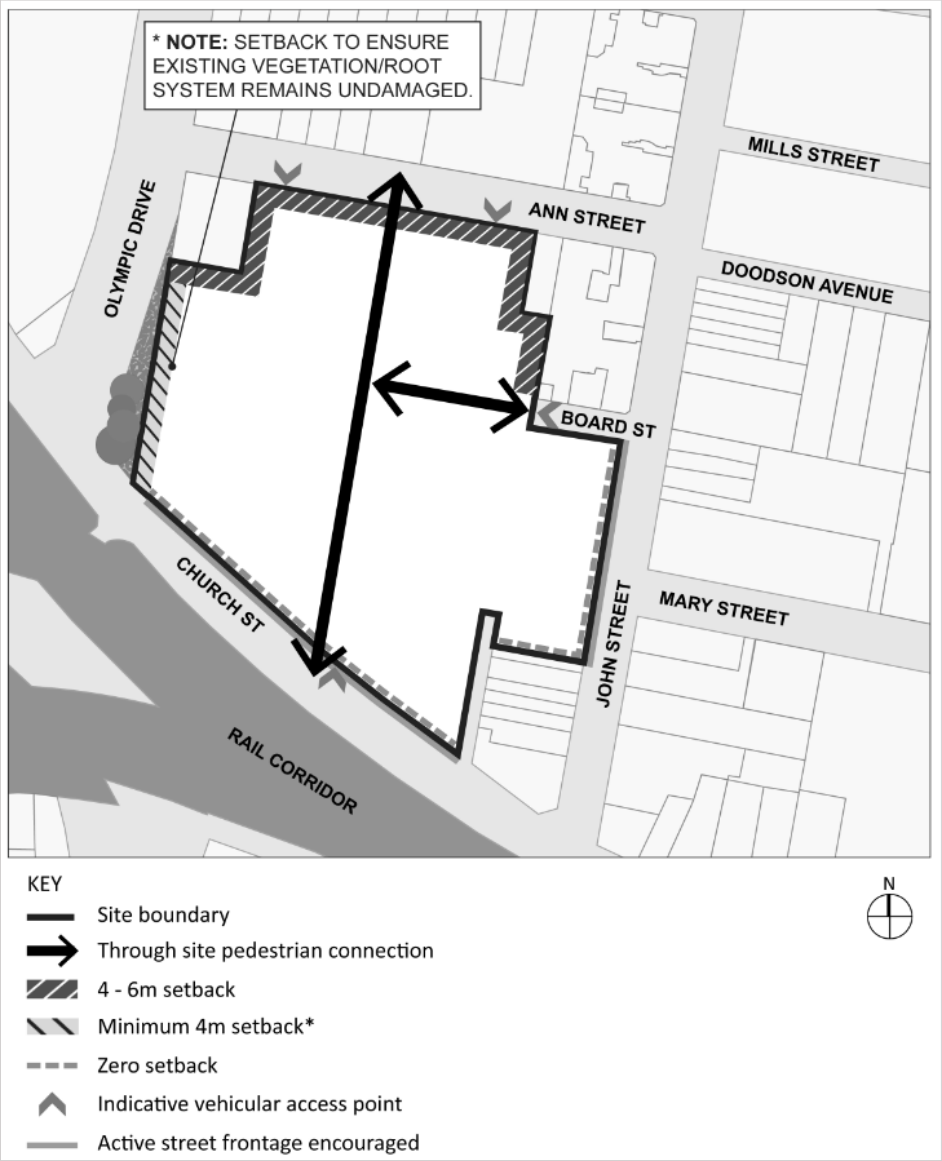 * NOTE: SETBACK TO ENSURE
EXISTING VEGETATION/ROOT
SYSTEM REMAINS UNDAMAGED.
MILLS STREET
ANN STREET
OLYMPIC DRIVE
DOODSON AVENUE
BOARD ST
CHURCH ST
JOHN STREET
MARY STREET
RAIL CORRIDOR
KEY
N
Site boundary
Through site pedestrian connection
4 - 6m setback
Minimum 4m setback*
Zero setback
Indicative vehicular access point
Active street frontage encouraged